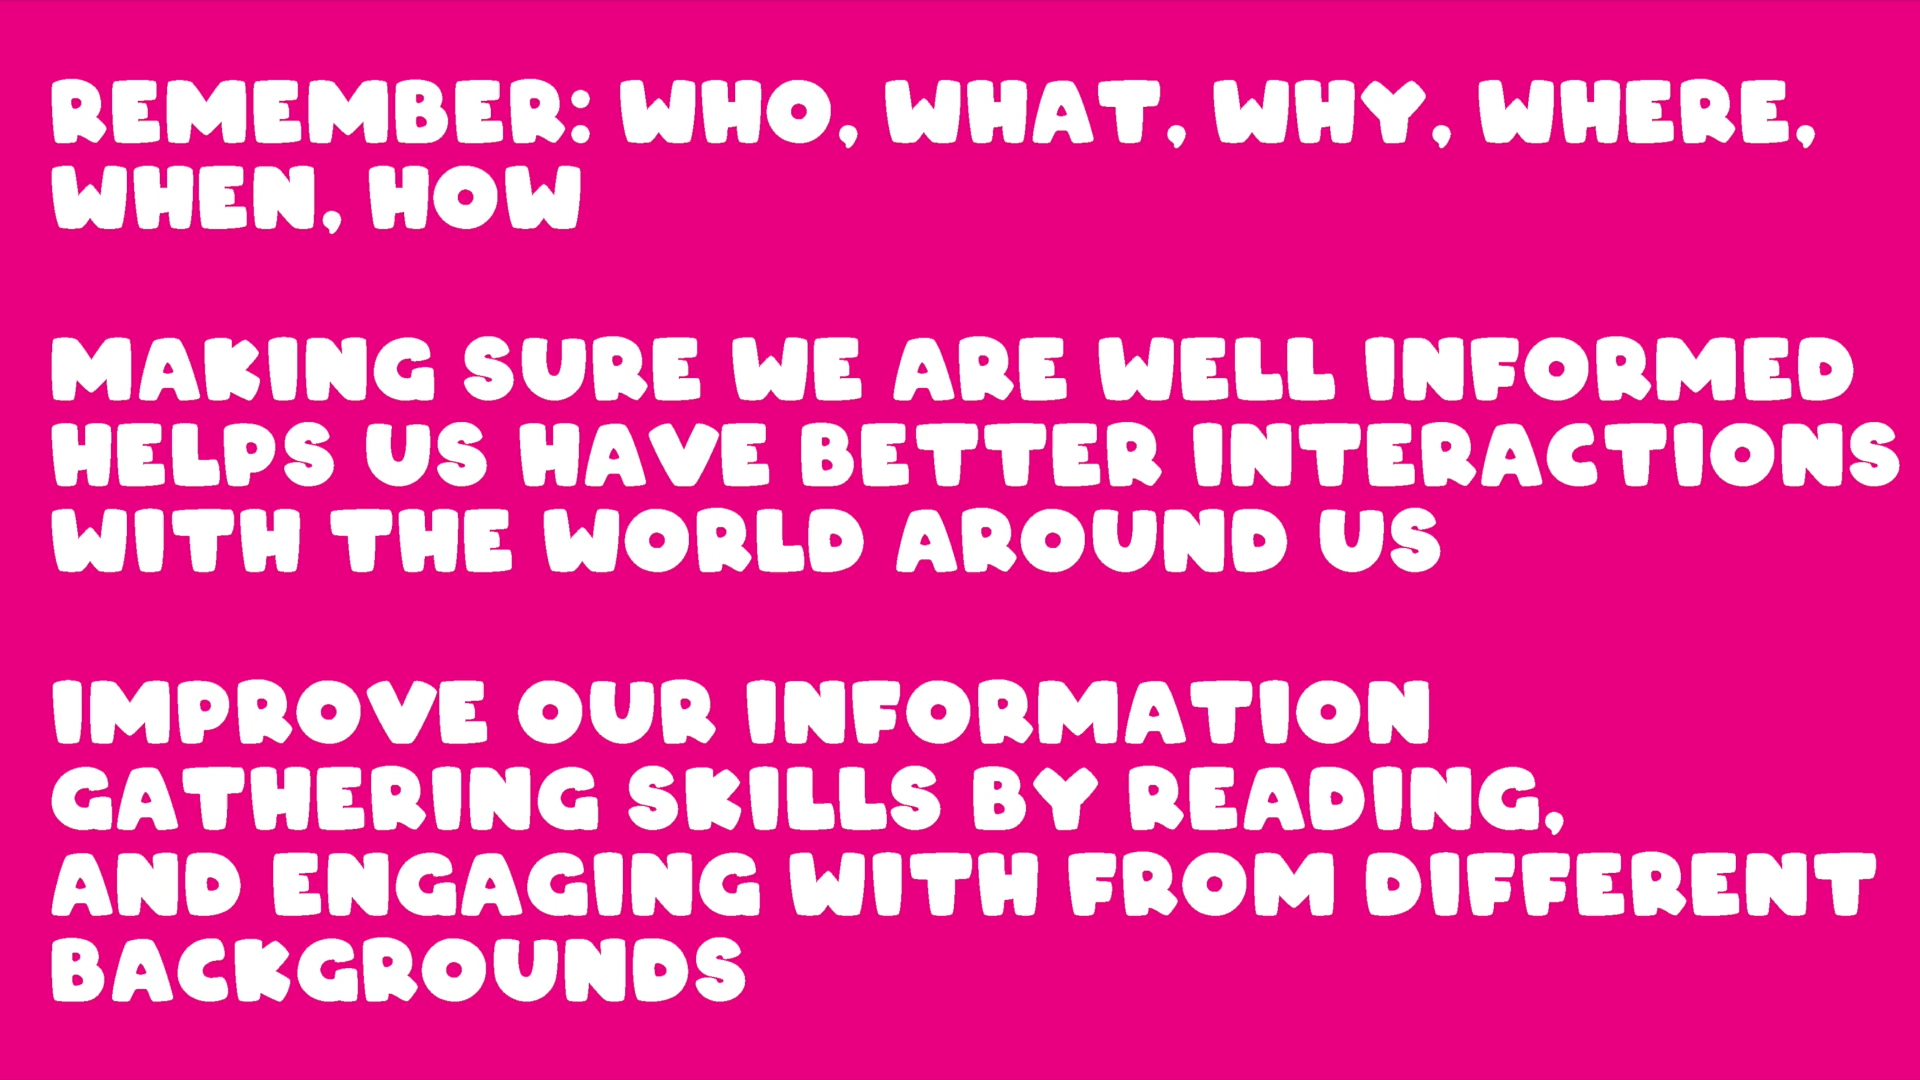 REMEMBER: WHO, WHAT, WHY, WHERE,
WHEN, HOW
MAKING SURE WE ARE WELL INFORMED
HELPS US HAVE BETTER INTERACTIONS
WITH THE WORLD AROUND US
IMPROVE OUR INFORMATION
GATHERING SKILLS BY READING,
AND ENGAGING WITH FROM DIFFERENT
BACKGROUNDS